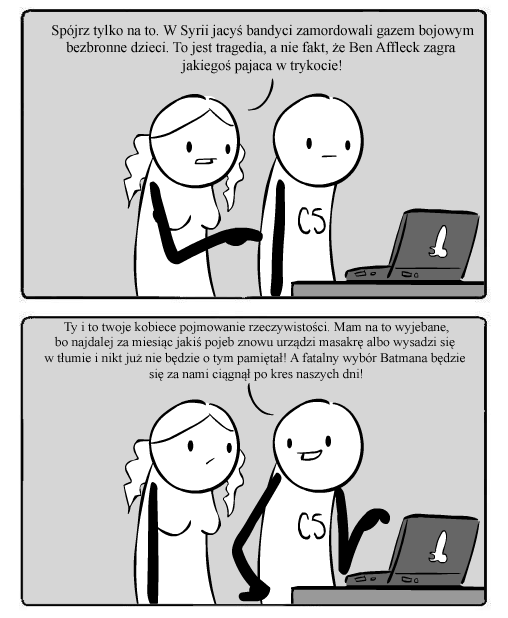 Spójrz tylko na to. W Syrii jacyś bandyci zamordowali gazem bojowym
bezbronne dzieci. To jest tragedia, a nie fakt, że Ben Affleck zagra
jakiegoś pajaca w trykocie!
C5
Ty i to twoje kobiece pojmowanie rzeczywistości. Mam na to wyjebane,
bo najdalej za miesiąc jakiś pojeb znowu urządzi masakrę albo wysadzi się
w tłumie i nikt już nie będzie o tym pamiętał! A fatalny wybór Batmana będzie
się za nami ciągnął po kres naszych dni!
C5